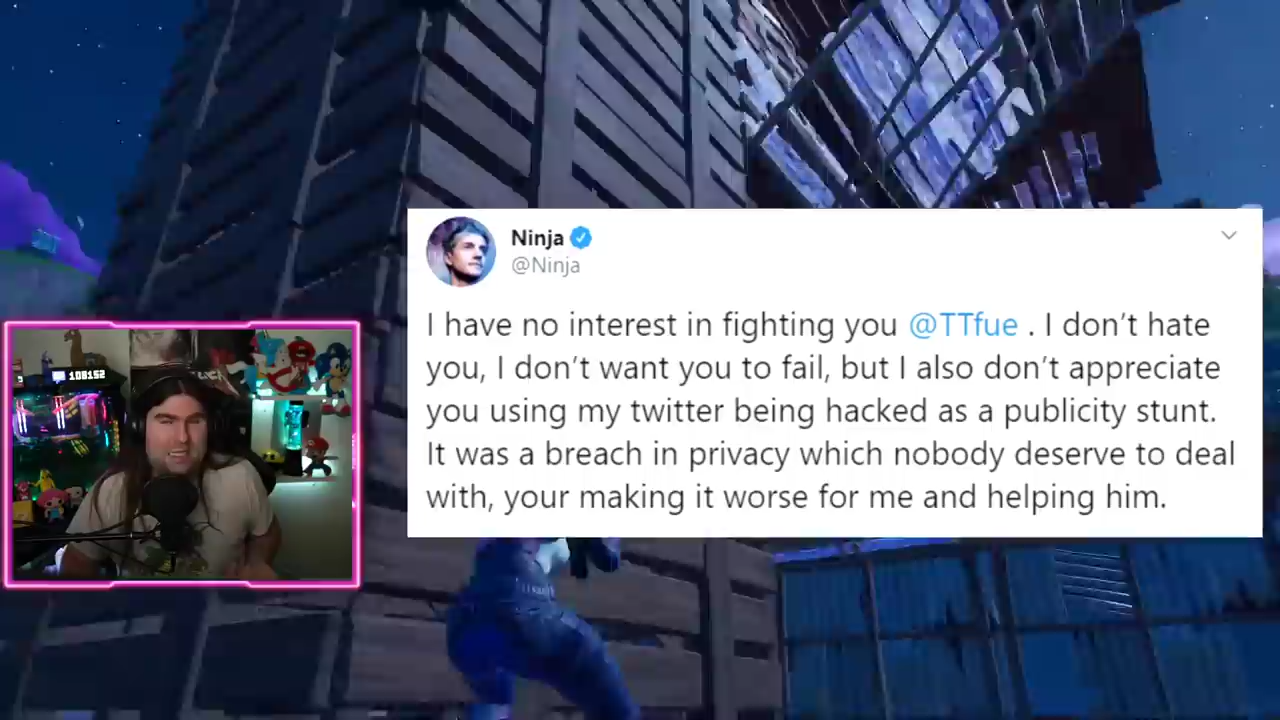 Ninja
@Ninja
I have no interest in fighting you @TTfue . I don't hate
you, I don't want you to fail, but I also don't appreciate
you using my twitter being hacked as a publicity stunt.
It was a breach in privacy which nobody deserve to deal
with, your making it worse for me and helping him.
108152